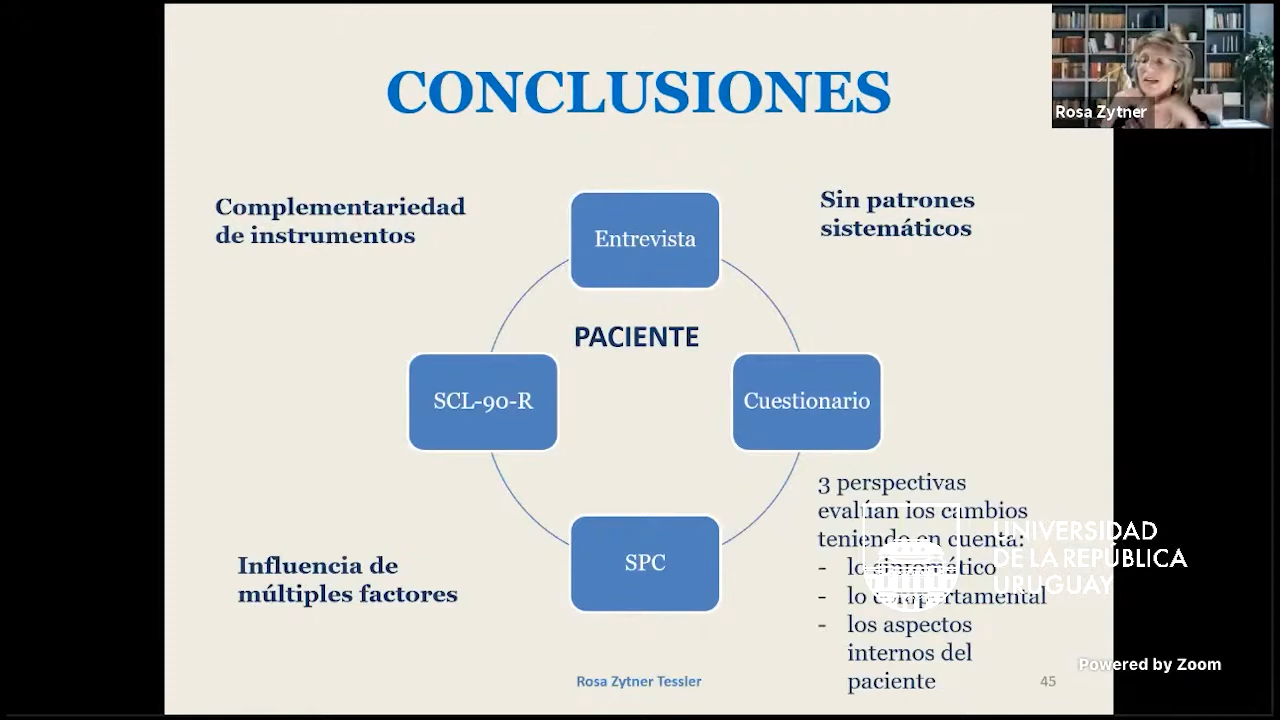 CONCLUSIONES
Rosa Zytner
Complementariedad
de instrumentos
Sin patrones
sistemáticos
Entrevista
PACIENTE
SCL-90-R
Cuestionario
SPC
3 perspectivas
evalúan los cambios
teniendo en cuenta:
- lo sintomático
- lo comportamental
- los aspectos
internos del
paciente
Influencia de
múltiples factores
UNIVERSIDAD
DE LA REPÚBLICA
URUGUAY
Powered by Zoom
Rosa Zytner Tessler
45